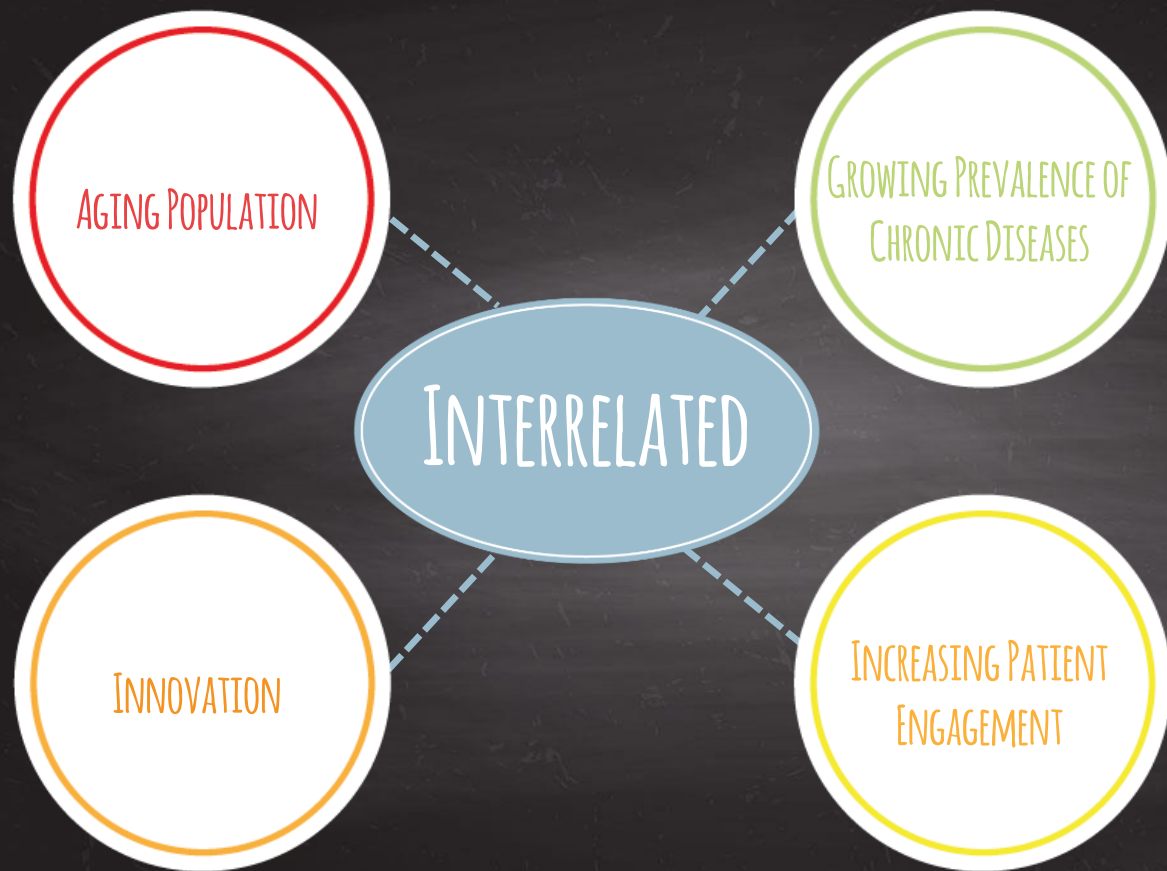 Aging Population
Growing Prevalence of
Chronic Diseases
Interrelated
Innovation
Increasing Patient
Engagement